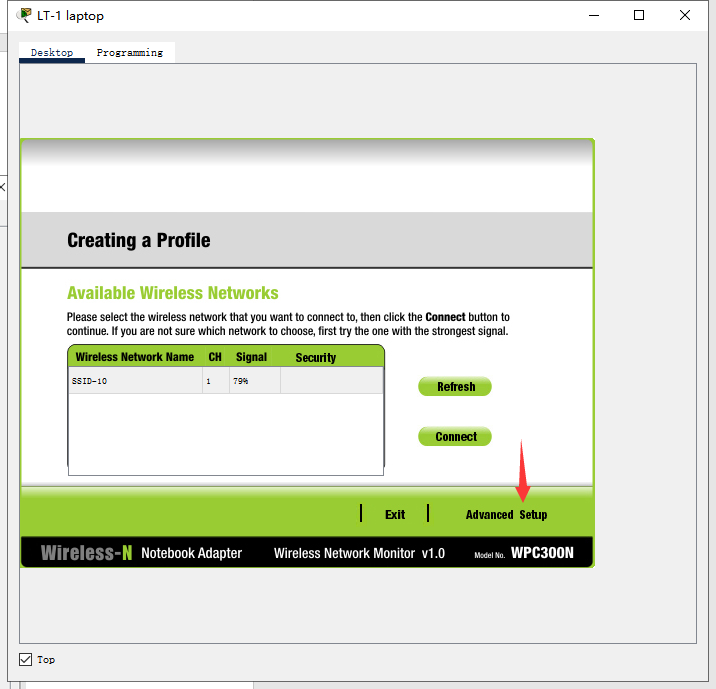 LT-1 laptop
Desktop Programming
Creating a Profile
Available Wireless Networks
Please select the wireless network that you want to connect to, then click the Connect button to
continue. If you are not sure which network to choose, first try the one with the strongest signal.
Wireless Network Name CH Signal Security
SSID-10 1 79%
Refresh
Connect
Exit Advanced Setup
Wireless-N Notebook Adapter Wireless Network Monitor v1.0 Model No. WPC300N
Top